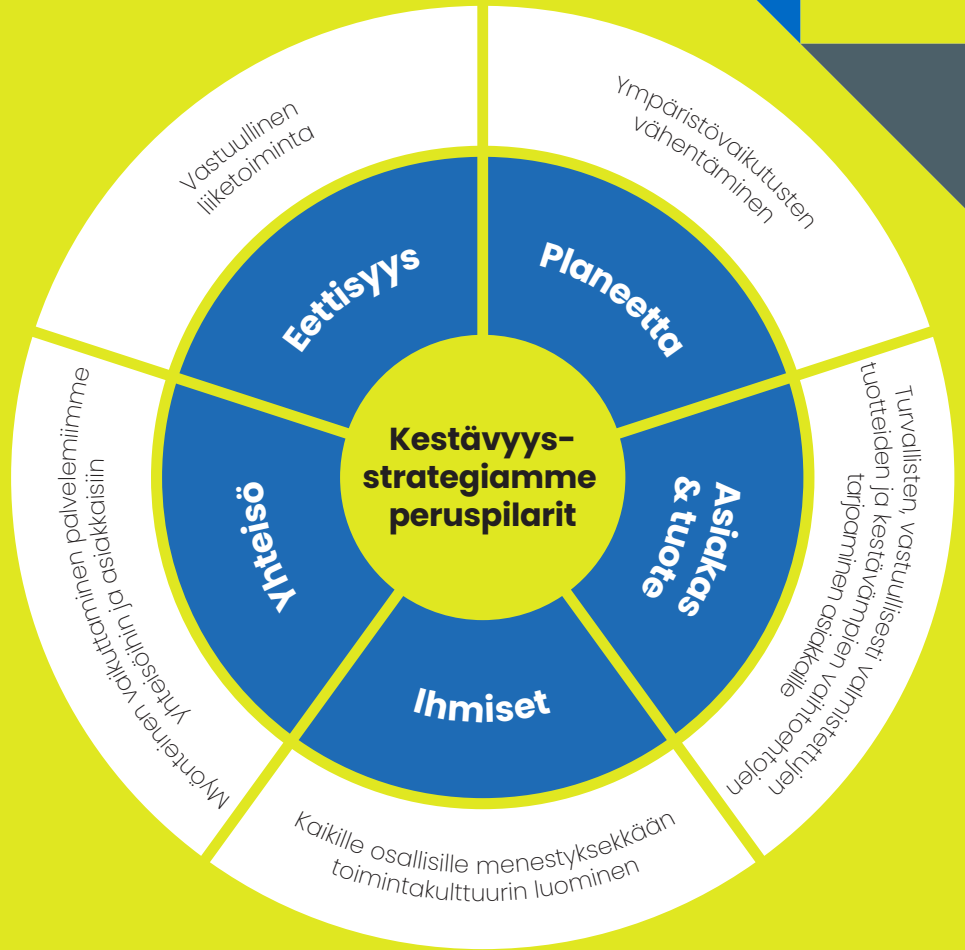 Kestävyys-
strategiamme
peruspilarit
Planeetta
Ympäristövaikutusten
vähentäminen
Asiakas
& tuote
Turvallisten, vastuullisesti valmistettujen
tuotteiden ja kestävämpien vaihtoehtojen
tarjoaminen asiakkaille
Ihmiset
Kaikille osallisille menestyksekkään
toimintakulttuurin luominen
Yhteisö
Myönteinen vaikuttaminen palvelemiimme
yhteisöihin ja asiakkaisiin
Eettisyys
Vastuullinen
liiketoiminta